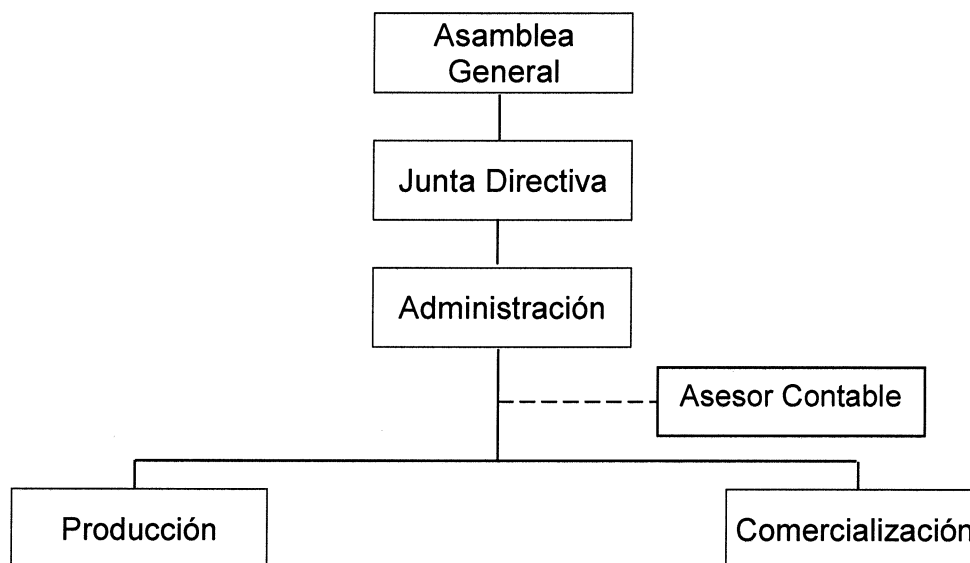 Asamblea
General
Junta Directiva
Administración
Asesor Contable
Producción
Comercialización